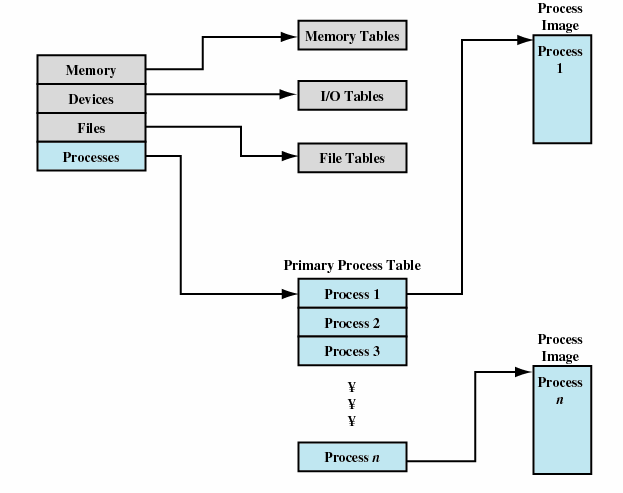 Process
Image
Memory Tables
Process
1
Memory
Devices
I/O Tables
Files
Processes
File Tables
Primary Process Table
Process 1
Process 2
Process 3
Process
Image
¥
¥
¥
Process
n
Process n